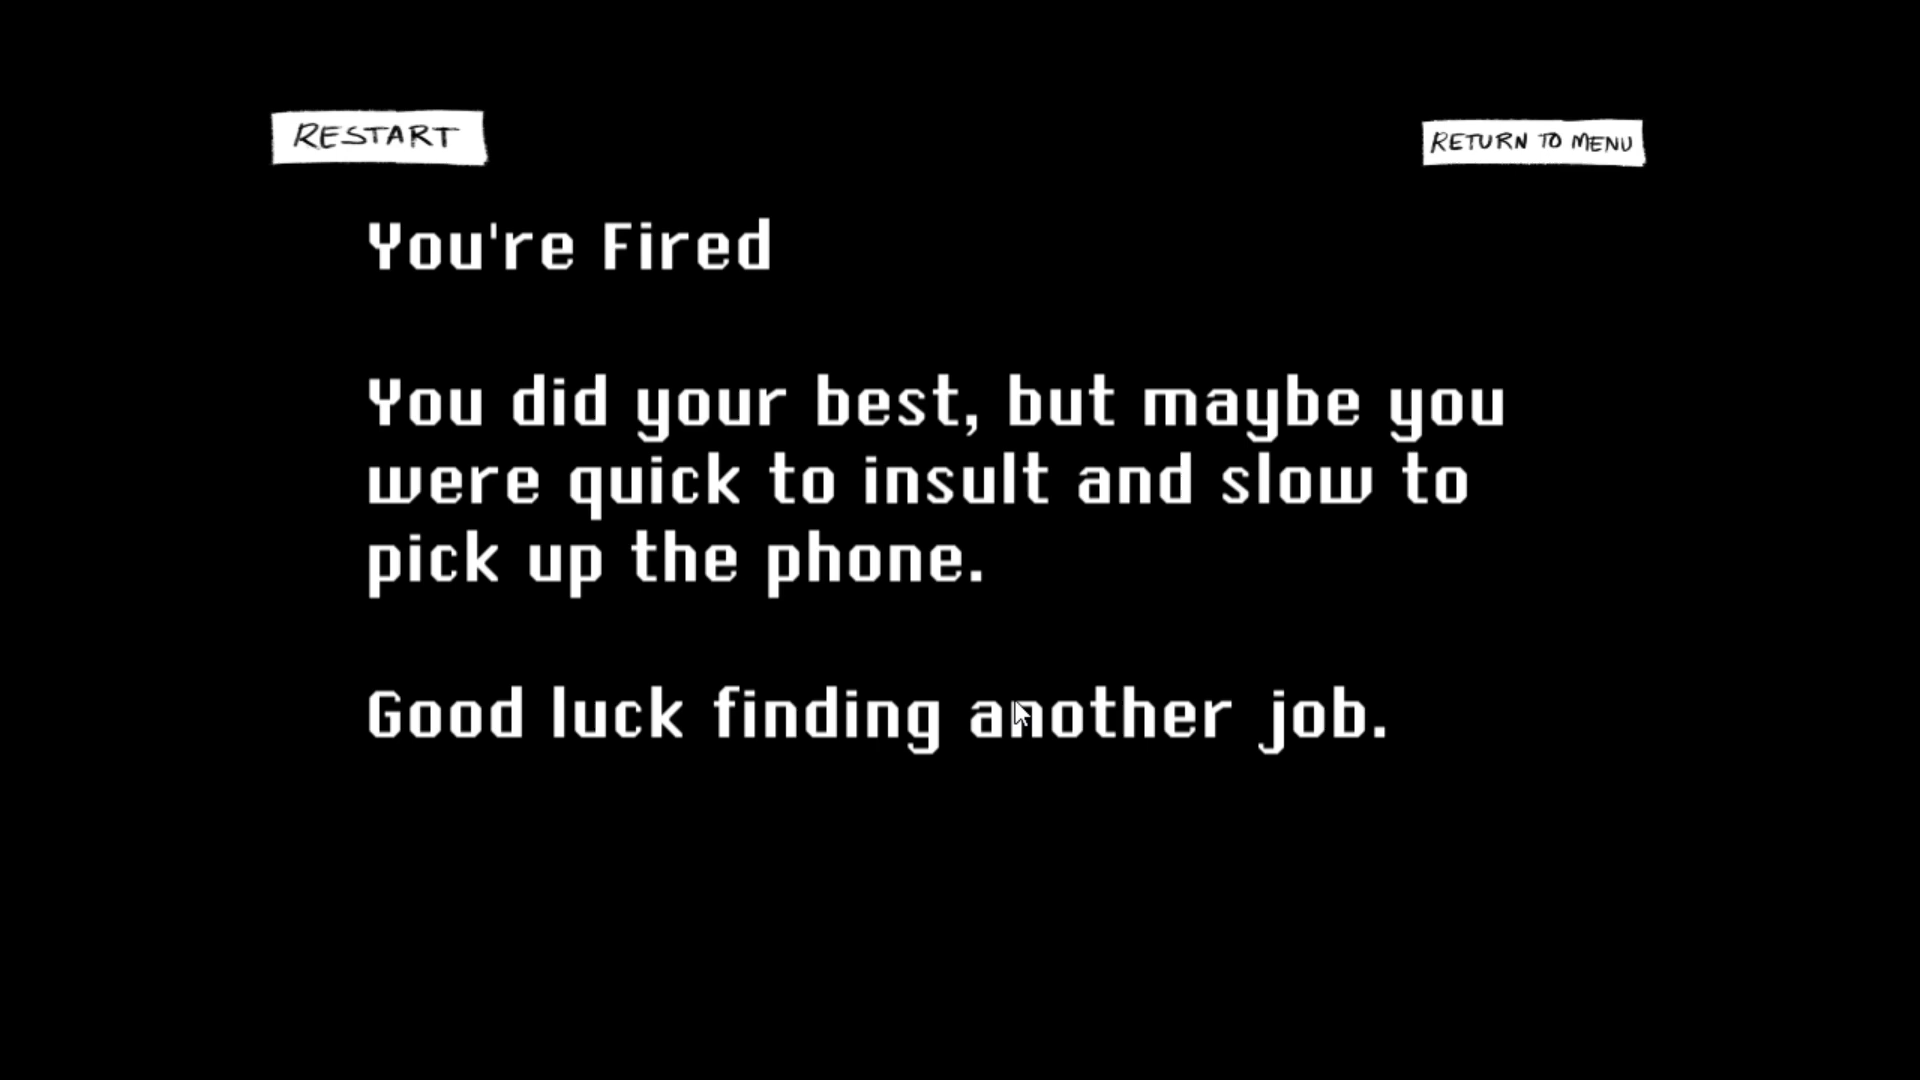 RESTART
RETURN TO MENU
You're Fired
You did your best, but maybe you
were quick to insult and slow to
pick up the phone.
Good luck finding another job.